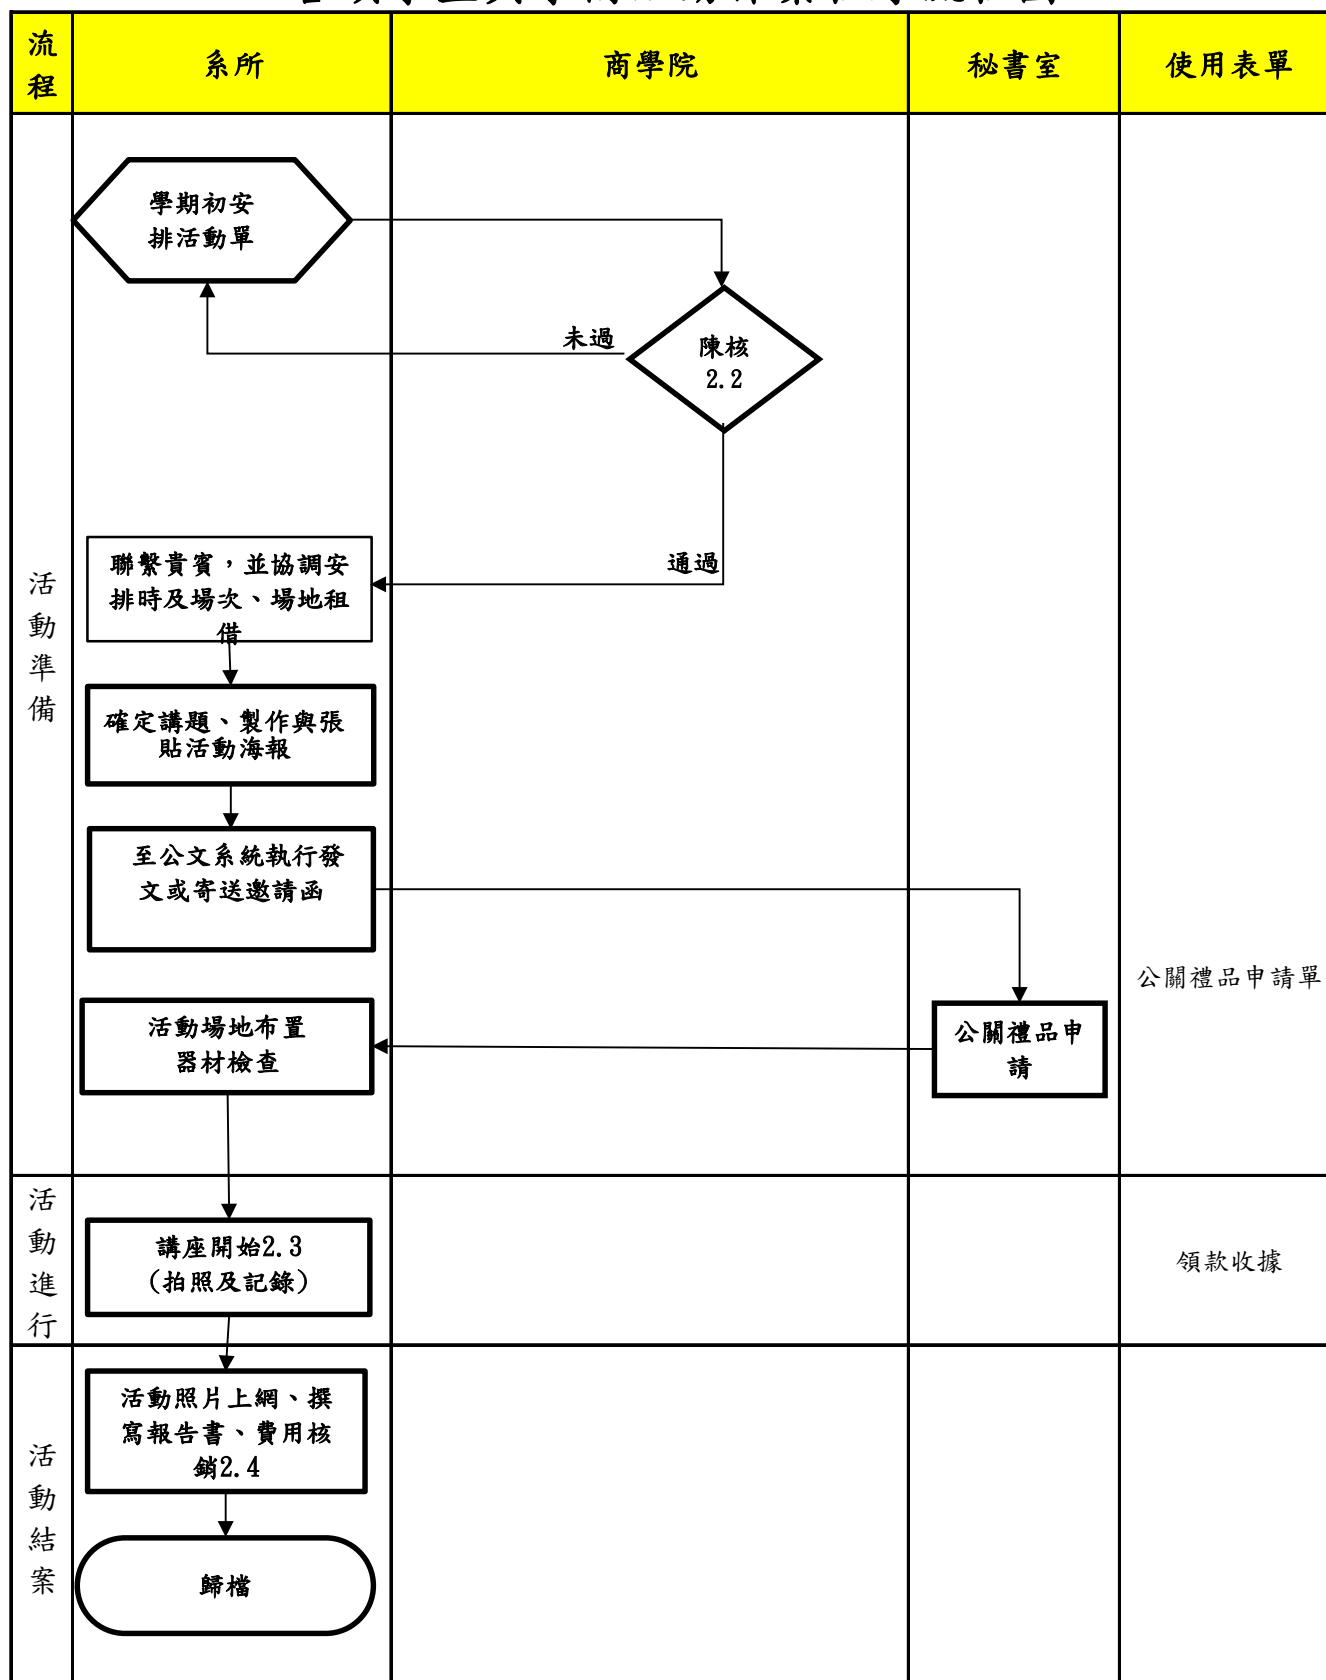 流程
系所
商學院
秘書室
使用表單
學期初安
排活動單
未過
陳核
2.2
通過
活動準備
聯繫貴賓，並協調安
排時及場次、場地租
借
確定講題、製作與張
貼活動海報
至公文系統執行發
文或寄送邀請函
公關禮品申請單
活動場地布置
器材檢查
公關禮品申
請
活動進行
講座開始2.3
(拍照及記錄)
領款收據
活動結案
活動照片上網、撰
寫報告書、費用核
銷2.4
歸檔